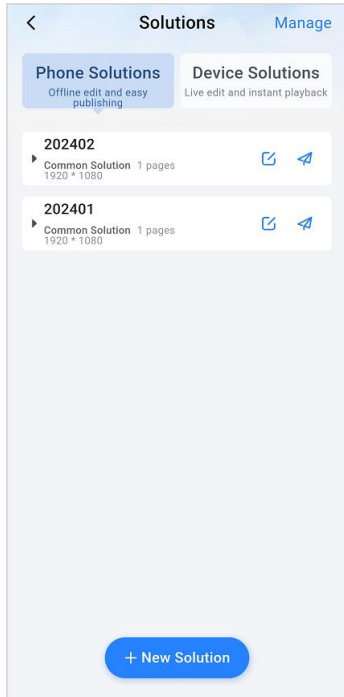 Solutions
Manage
Phone Solutions
Offline edit and easy
publishing
Device Solutions
Live edit and instant playback
202402
Common Solution 1 pages
1920 * 1080
202401
Common Solution 1 pages
1920 * 1080
+ New Solution